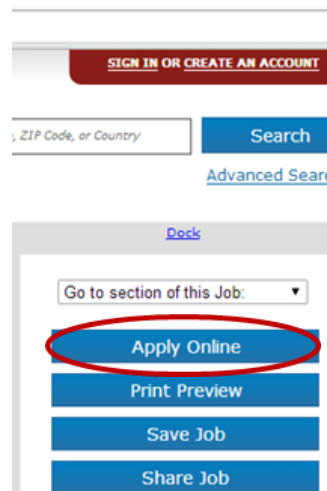 SIGN IN OR CREATE AN ACCOUNT
, ZIP Code, or Country
Search
Advanced Sear
Dock
Go to section of this Job:
Apply Online
Print Preview
Save Job
Share Job